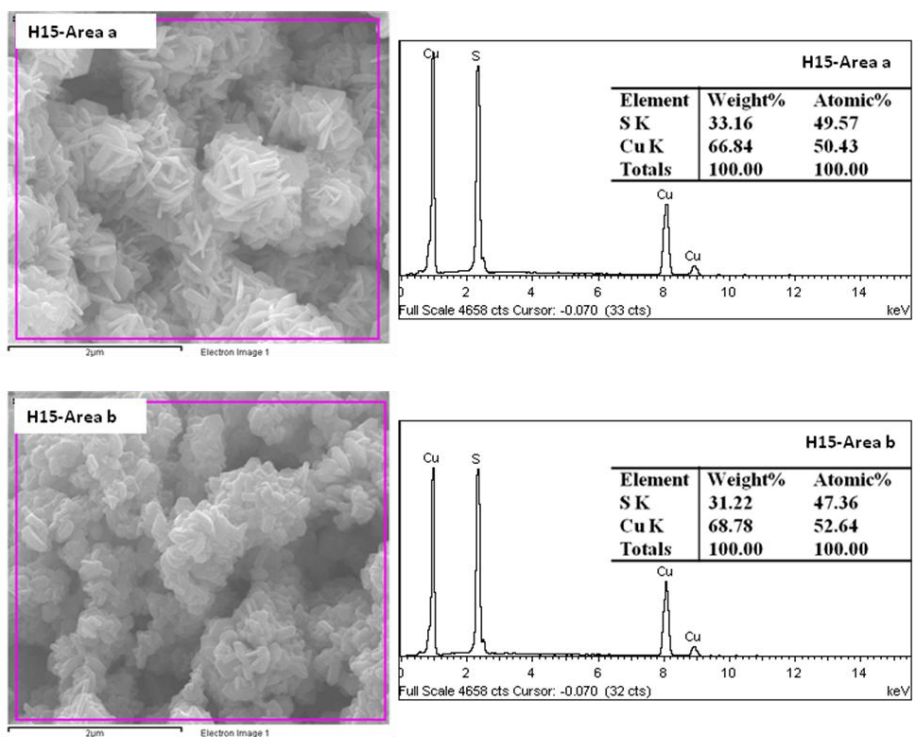 H15-Area a
2μm
Electron Image 1
Cu
S
H15-Area a
Element Weight% Atomic%
S K 33.16 49.57
Cu K 66.84 50.43
Totals 100.00 100.00
Cu
Cu
0 2 4 6 8 10 12 14
Full Scale 4658 cts Cursor: -0.070 (33 cts)
keV
H15-Area b
2μm
Electron Image 1
Cu
S
H15-Area b
Element Weight% Atomic%
S K 31.22 47.36
Cu K 68.78 52.64
Totals 100.00 100.00
Cu
Cu
0 2 4 6 8 10 12 14
Full Scale 4658 cts Cursor: -0.070 (32 cts)
keV